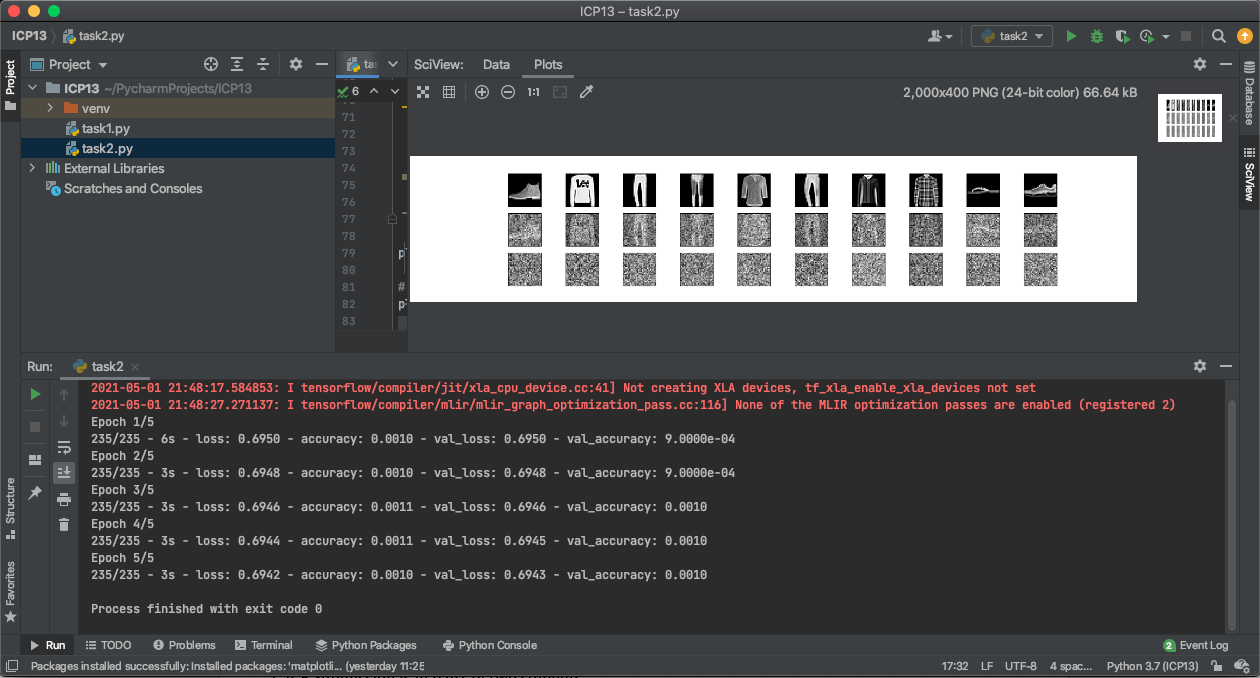 ICP13 – task2.py
ICP13 task2.py
task2
Project
SciView: Data Plots
ICP13 ~/PycharmProjects/ICP13
venv
task1.py
task2.py
External Libraries
Scratches and Consoles
tas
6
71
72
73
74
75
76
77
78
79 p
80
81 #
82 p
83
1:1
2,000x400 PNG (24-bit color) 66.64 kB
Project
Database
SciView
Structure
Favorites
Run: task2
2021-05-01 21:48:17.584853: I tensorflow/compiler/jit/xla_cpu_device.cc:41] Not creating XLA devices, tf_xla_enable_xla_devices not set
2021-05-01 21:48:27.271137: I tensorflow/compiler/mlir/mlir_graph_optimization_pass.cc:116] None of the MLIR optimization passes are enabled (registered 2)
Epoch 1/5
235/235 - 6s - loss: 0.6950 - accuracy: 0.0010 - val_loss: 0.6950 - val_accuracy: 9.0000e-04
Epoch 2/5
235/235 - 3s - loss: 0.6948 - accuracy: 0.0010 - val_loss: 0.6948 - val_accuracy: 9.0000e-04
Epoch 3/5
235/235 - 3s - loss: 0.6946 - accuracy: 0.0011 - val_loss: 0.6946 - val_accuracy: 0.0010
Epoch 4/5
235/235 - 3s - loss: 0.6944 - accuracy: 0.0011 - val_loss: 0.6945 - val_accuracy: 0.0010
Epoch 5/5
235/235 - 3s - loss: 0.6942 - accuracy: 0.0010 - val_loss: 0.6943 - val_accuracy: 0.0010
Process finished with exit code 0
Run TODO Problems Terminal Python Packages Python Console 2 Event Log
Packages installed successfully: Installed packages: 'matplotli... (yesterday 11:25 17:32 LF UTF-8 4 spac... Python 3.7 (ICP13)